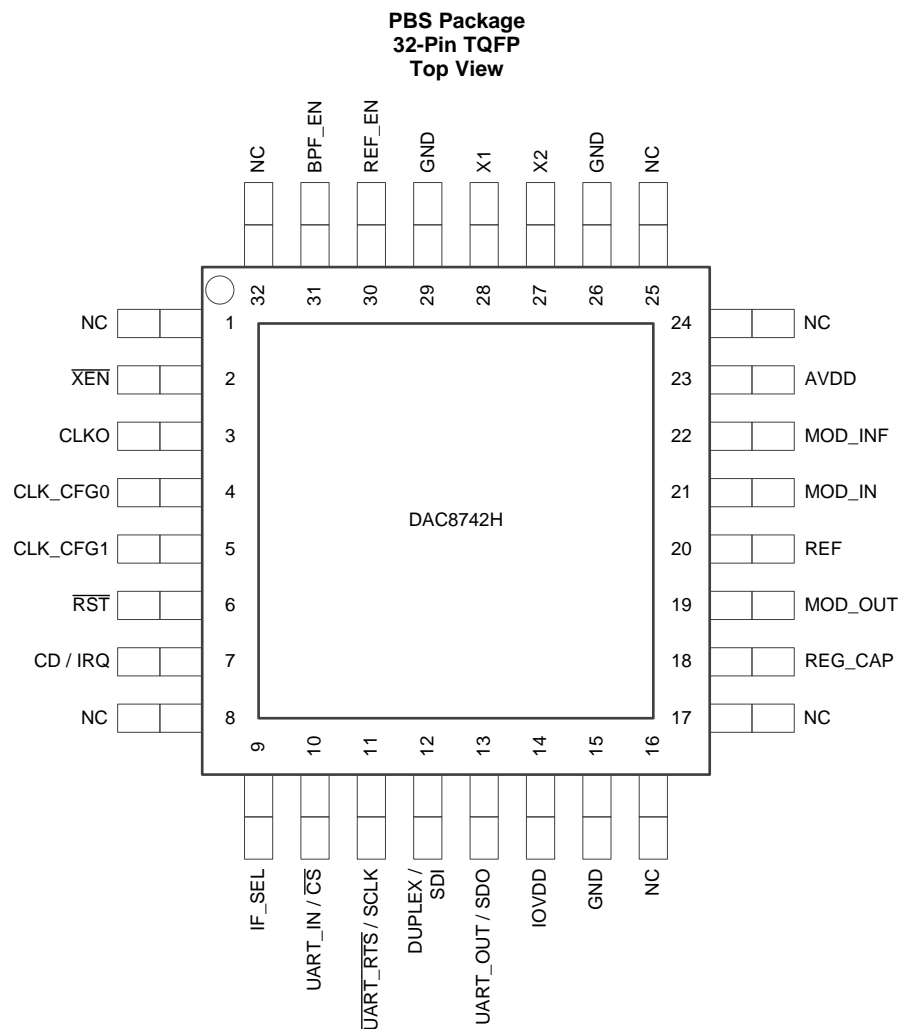 PBS Package
32-Pin TQFP
Top View
NC
BPF_EN
REF_EN
GND
X1
X2
GND
NC
32
31
30
29
28
27
26
25
NC 1
XEN 2
CLKO 3
CLK_CFG0 4
CLK_CFG1 5
RST 6
CD / IRQ 7
NC 8
DAC8742H
24 NC
23 AVDD
22 MOD_INF
21 MOD_IN
20 REF
19 MOD_OUT
18 REG_CAP
17 NC
9
10
11
12
13
14
15
16
IF_SEL
UART_IN / CS
UART_RTS / SCLK
DUPLEX /
SDI
UART_OUT / SDO
IOVDD
GND
NC